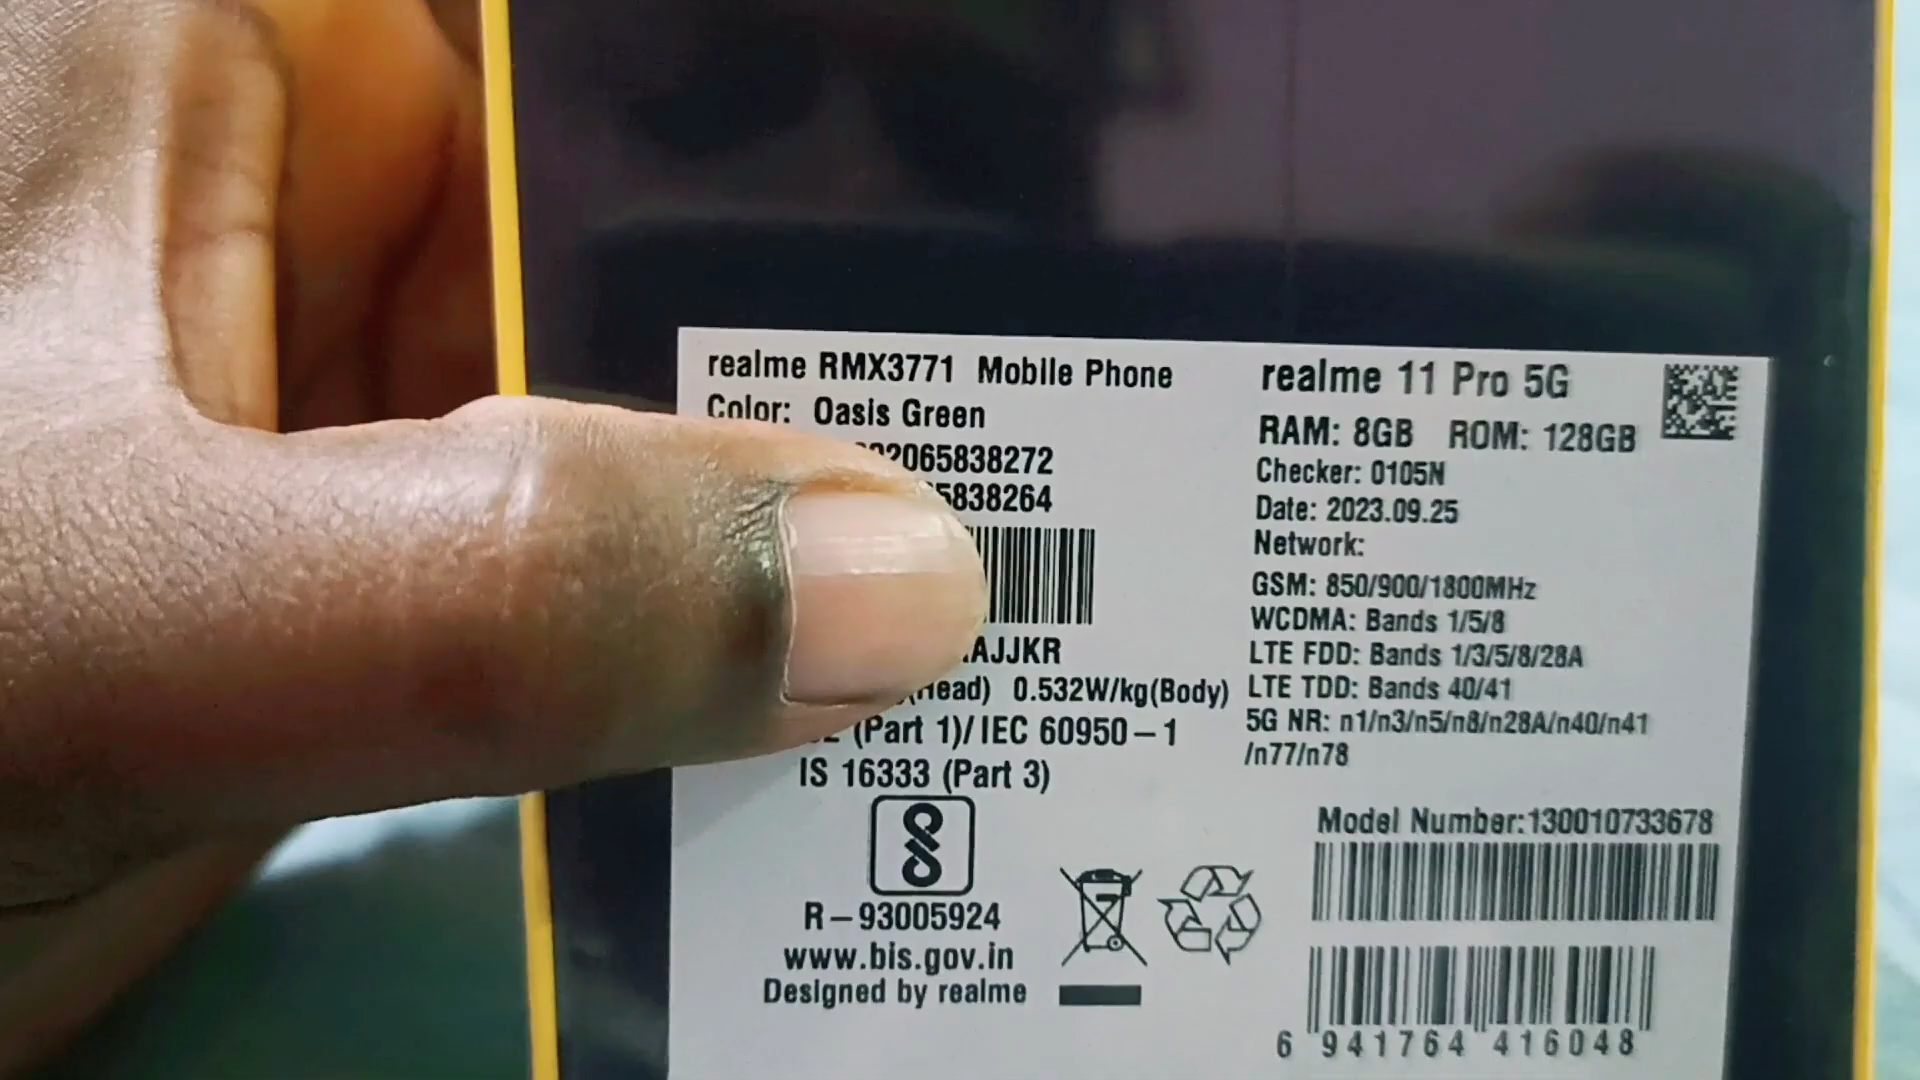 realme RMX3771 Mobile Phone
Color: Oasis Green
2065838272
5838264
AJJKR
0.532W/kg(Body)
(Part 1)/IEC 60950-1
IS 16333 (Part 3)
R-93005924
www.bis.gov.in
Designed by realme
realme 11 Pro 5G
RAM: 8GB ROM: 128GB
Checker: 0105N
Date: 2023.09.25
Network:
GSM: 850/900/1800MHz
WCDMA: Bands 1/5/8
LTE FDD: Bands 1/3/5/8/28A
LTE TDD: Bands 40/41
5G NR: n1/n3/n5/n8/n28A/n40/n41
/n77/n78
Model Number:130010733678
6 941764 416048